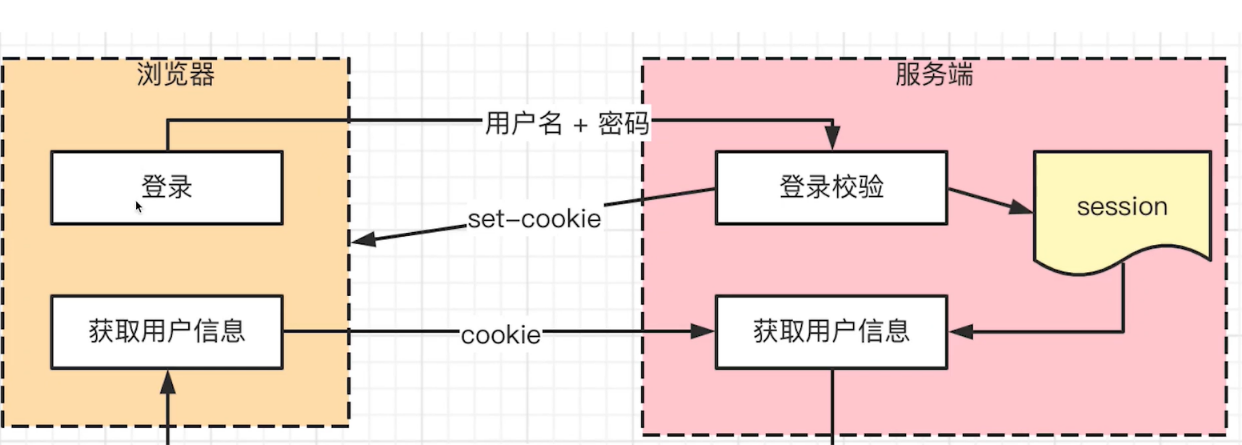 浏览器
服务端
用户名 + 密码
登录
登录校验
session
set-cookie
获取用户信息
cookie
获取用户信息